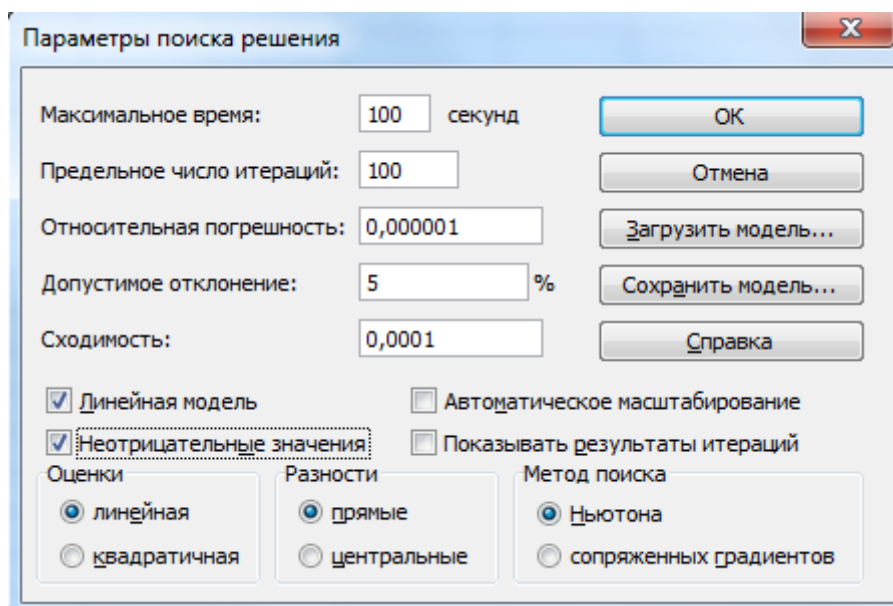 Параметры поиска решения
Максимальное время: 100 секунд OK
Предельное число итераций: 100 Отмена
Относительная погрешность: 0,000001 Загрузить модель...
Допустимое отклонение: 5 % Сохранить модель...
Сходимость: 0,0001 Справка
Линейная модель Автоматическое масштабирование
Неотрицательные значения Показывать результаты итераций
Оценки Разности Метод поиска
линейная прямые Ньютона
квадратичная центральные сопряженных градиентов